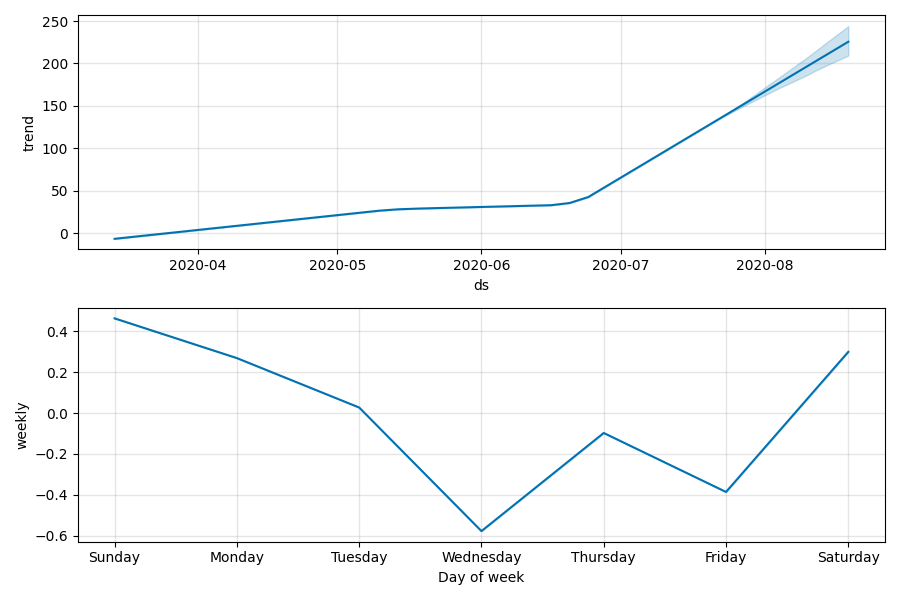 250
200
150
100
50
0
trend
2020-04 2020-05 2020-06 2020-07 2020-08
ds
0.4
0.2
0.0
−0.2
−0.4
−0.6
weekly
Sunday Monday Tuesday Wednesday Thursday Friday Saturday
Day of week